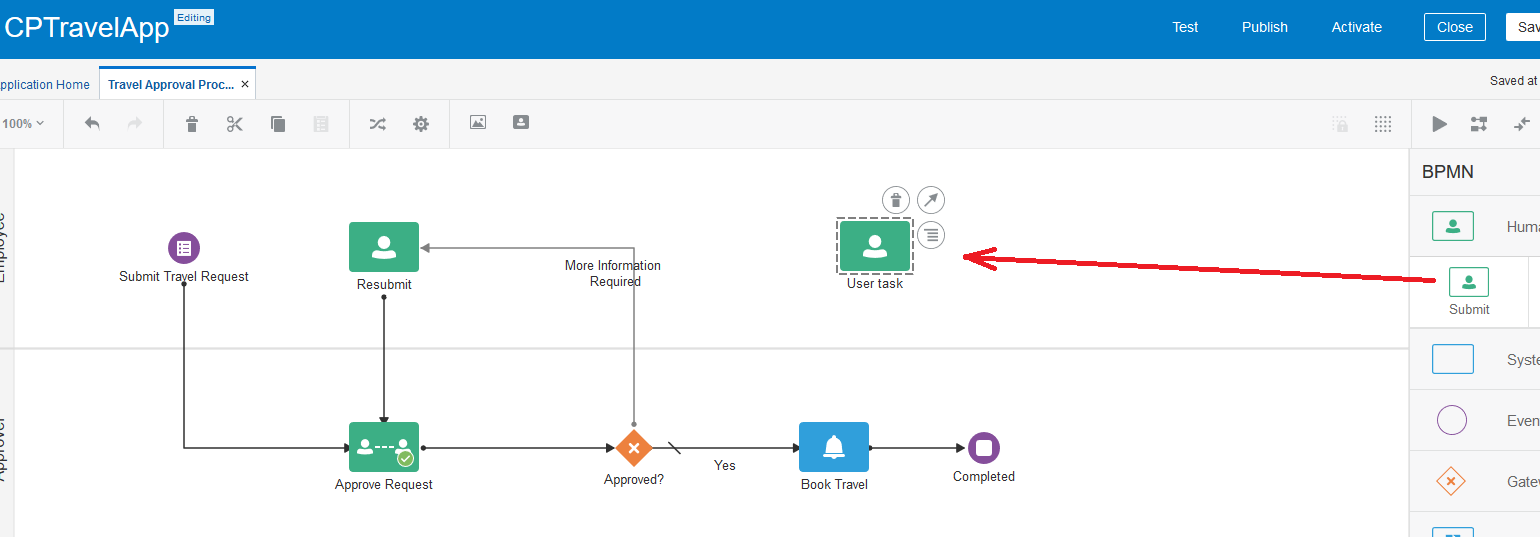 CPTravelApp
Editing
Test
Publish
Activate
Close
Sav
pplication Home
Travel Approval Proc...
Saved at
100%
BPMN
Employee
Submit Travel Request
Resubmit
More Information
Required
User task
Huma
Submit
Syste
Even
Gatew
Approver
Approve Request
Approved?
Yes
Book Travel
Completed